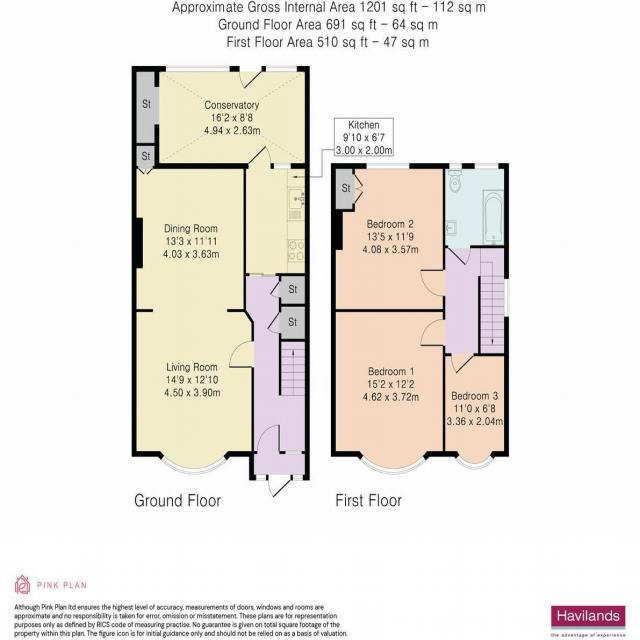 Approximate Gross Internal Area 1201 sq ft – 112 sq m
Ground Floor Area 691 sq ft – 64 sq m
First Floor Area 510 sq ft – 47 sq m
St
Conservatory
16'2 x 8'8
4.94 x 2.63m
Kitchen
9'10 x 6'7
3.00 x 2.00m
St
St
Bedroom 2
13'5 x 11'9
4.08 x 3.57m
Dining Room
13'3 x 11'11
4.03 x 3.63m
St
St
Living Room
14'9 x 12'10
4.50 x 3.90m
Bedroom 1
15'2 x 12'2
4.62 x 3.72m
Bedroom 3
11'0 x 6'8
3.36 x 2.04m
Ground Floor
First Floor
PINK PLAN
Although Pink Plan ltd ensures the highest level of accuracy, measurements of doors, windows and rooms are
approximate and no responsibility is taken for error, omission or misstatement. These plans are for representation
purposes only as defined by RICS code of measuring practise. No guarantee is given on total square footage of the
property within this plan. The figure icon is for initial guidance only and should not be relied on as a basis of valuation.
Havilands
the advantage of experience